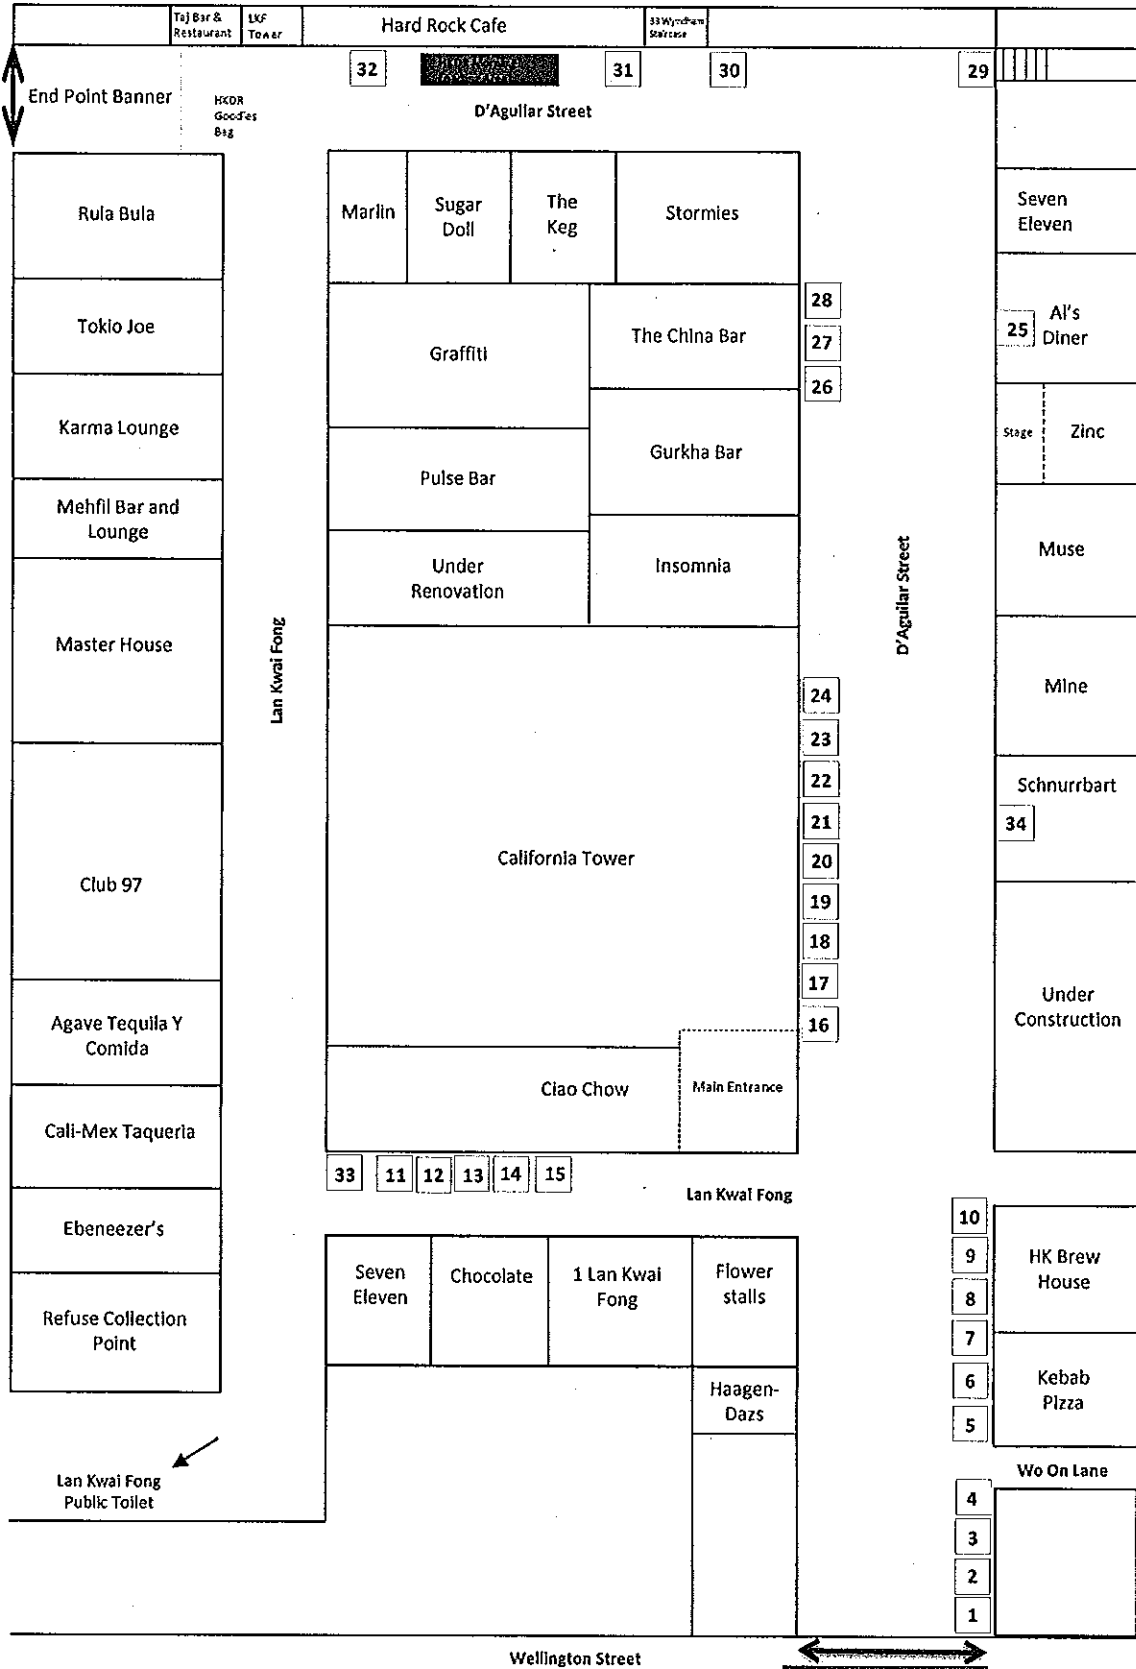 Taj Bar &
Restaurant
LKF
Tower
Hard Rock Cafe
33 Wyndham
Staircase
32
31
30
29
End Point Banner
HKDR
Goodies
Bag
D'Aguilar Street
Rula Bula
Marlin
Sugar
Doll
The
Keg
Stormies
Seven
Eleven
Tokio Joe
Graffiti
The China Bar
28
27
26
25
Al's
Diner
Karma Lounge
Pulse Bar
Gurkha Bar
Stage
Zinc
Mehfil Bar and
Lounge
Under
Renovation
Insomnia
Muse
Master House
Lan Kwai Fong
D'Aguilar Street
Mine
24
23
22
21
20
19
18
17
16
Schnurrbart
34
California Tower
Club 97
Under
Construction
Agave Tequila Y
Comida
Ciao Chow
Main Entrance
Cali-Mex Taqueria
33
11
12
13
14
15
Lan Kwai Fong
Ebeneezer's
10
9
8
7
6
5
HK Brew
House
Seven
Eleven
Chocolate
1 Lan Kwai
Fong
Flower
stalls
Refuse Collection
Point
Haagen-
Dazs
Kebab
Pizza
Lan Kwai Fong
Public Toilet
Wo On Lane
4
3
2
1
Wellington Street